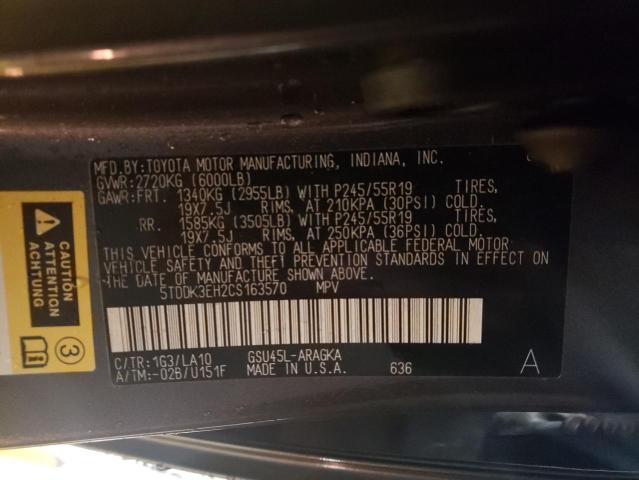 CAUTION
ATTENTION
ACHTUNG
3
MFD.BY:TOYOTA MOTOR MANUFACTURING, INDIANA, INC.
GVWR:2720KG (6000LB)
GAWR:FRT. 1340KG (2955LB) WITH P245/55R19 TIRES,
19X7.5J RIMS, AT 210KPA (30PSI) COLD.
RR. 1585KG (3505LB) WITH P245/55R19 TIRES,
19X7.5J RIMS, AT 250KPA (36PSI) COLD.
THIS VEHICLE CONFORMS TO ALL APPLICABLE FEDERAL MOTOR
VEHICLE SAFETY AND THEFT PREVENTION STANDARDS IN EFFECT ON
THE DATE OF MANUFACTURE SHOWN ABOVE.
5TDDK3EH2CS163570 MPV
C/TR:1G3/LA10 GSU45L-ARAGKA
A/TM:-02B/U151F MADE IN U.S.A. 636 A